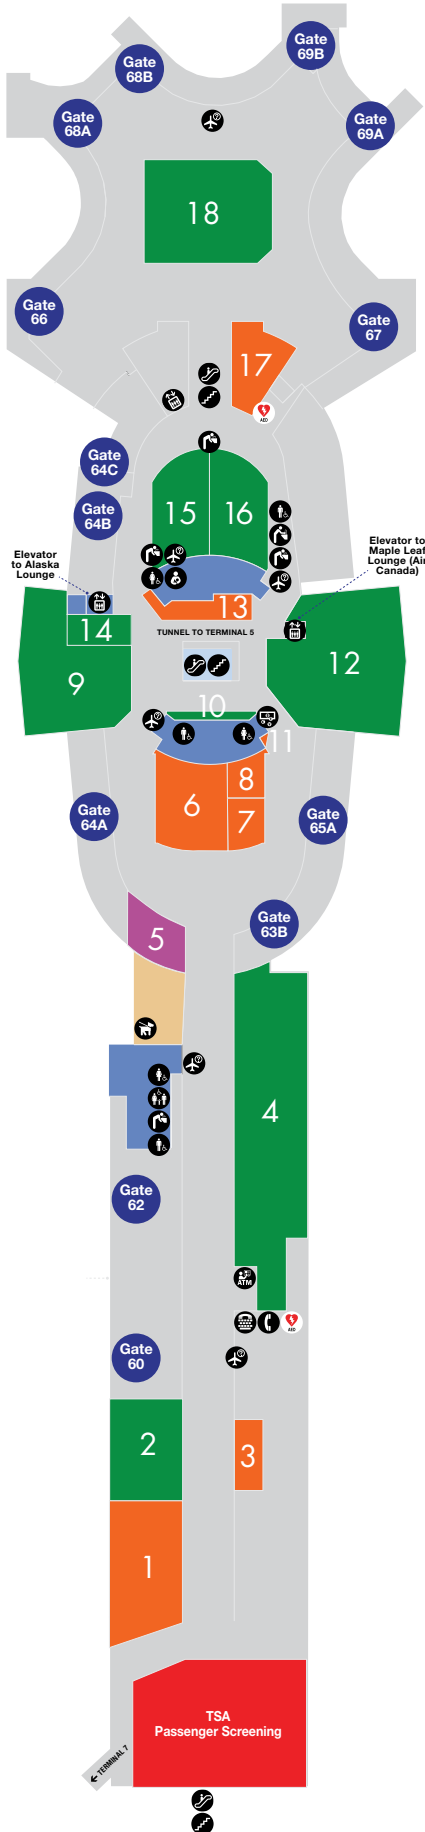 Gate
69B
Gate
68B
Gate
68A
Gate
69A
18
Gate
66
Gate
67
17
AED
Gate
64C
Gate
64B
15
16
Elevator
to Alaska
Lounge
Elevator to
Maple Leaf
Lounge (Air
Canada)
13
14
TUNNEL TO TERMINAL 5
9
12
10
11
6
8
7
Gate
64A
Gate
65A
5
Gate
63B
4
Gate
62
ATM
AED
Gate
60
2
3
1
TSA
Passenger Screening
← TERMINAL 7